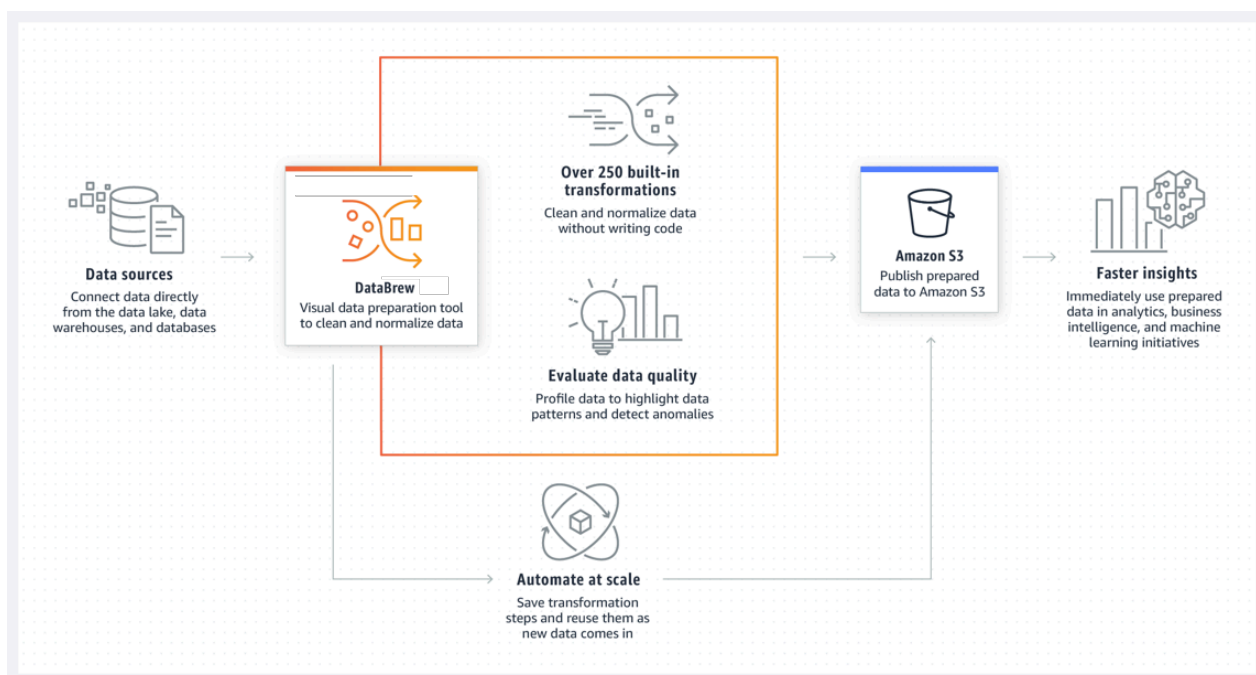 Data sources
Connect data directly
from the data lake, data
warehouses, and databases
DataBrew
Visual data preparation tool
to clean and normalize data
Over 250 built-in
transformations
Clean and normalize data
without writing code
Evaluate data quality
Profile data to highlight data
patterns and detect anomalies
Automate at scale
Save transformation
steps and reuse them as
new data comes in
Amazon S3
Publish prepared
data to Amazon S3
Faster insights
Immediately use prepared
data in analytics, business
intelligence, and machine
learning initiatives